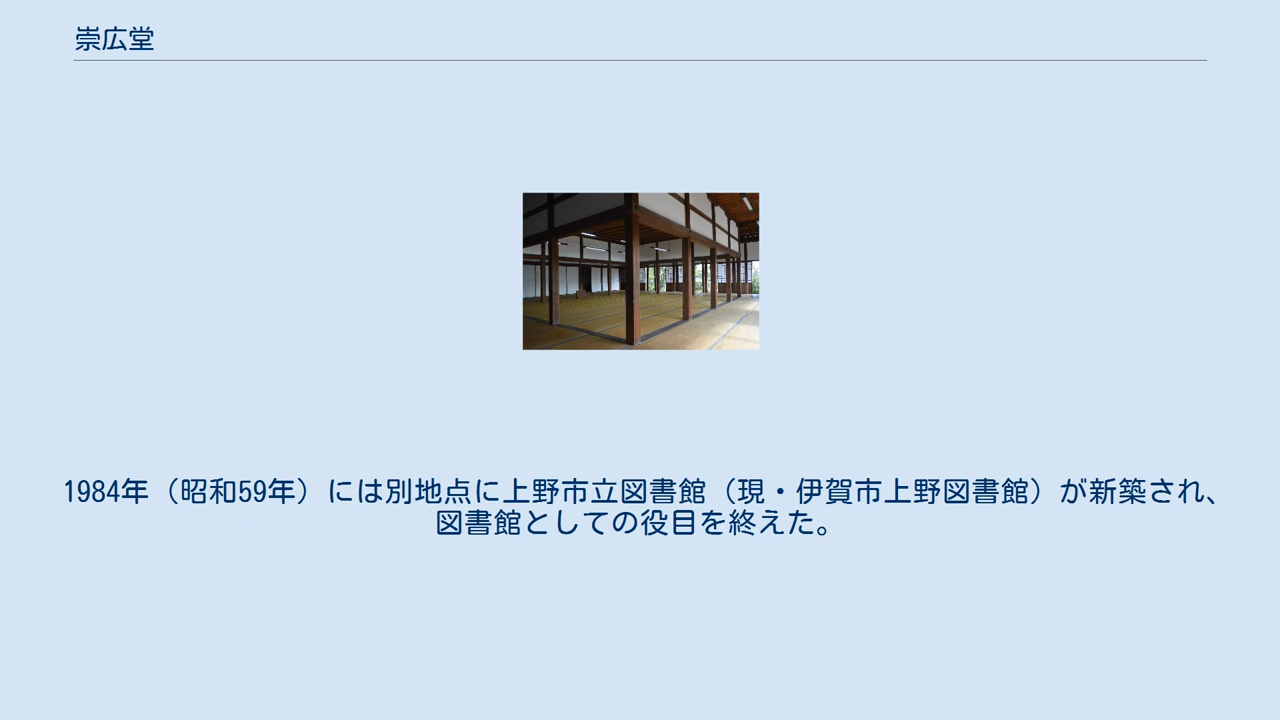 崇広堂
1984年（昭和59年）には別地点に上野市立図書館（現・伊賀市上野図書館）が新築され、
図書館としての役目を終えた。